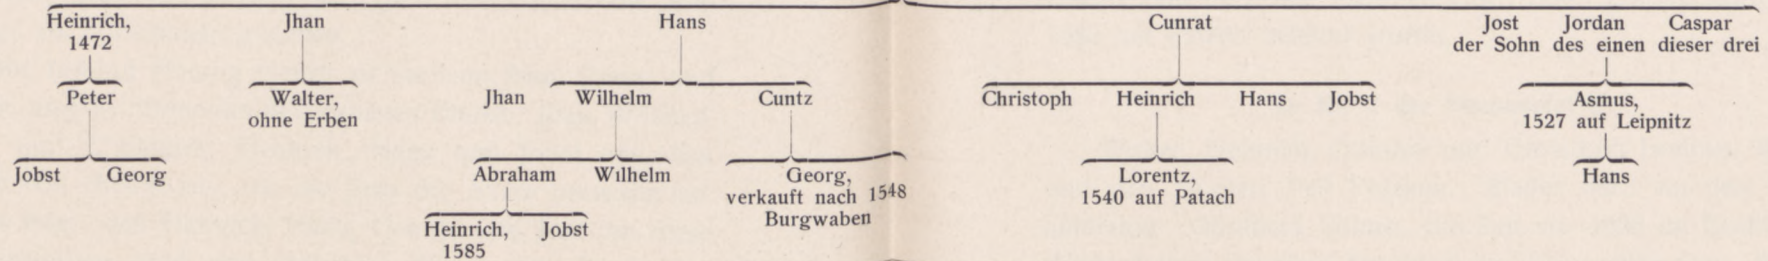 Heinrich, Jhan Hans Cunrat Jost Jordan Caspar
1472 der Sohn des einen dieser drei
Peter Walter, Jhan Wilhelm Cuntz Christoph Heinrich Hans Jobst Asmus,
ohne Erben 1527 auf Leipnitz
Jobst Georg Abraham Wilhelm Georg, Lorentz, Hans
verkauft nach 1548 1540 auf Patach
Burgwaben
Heinrich, Jobst
1585